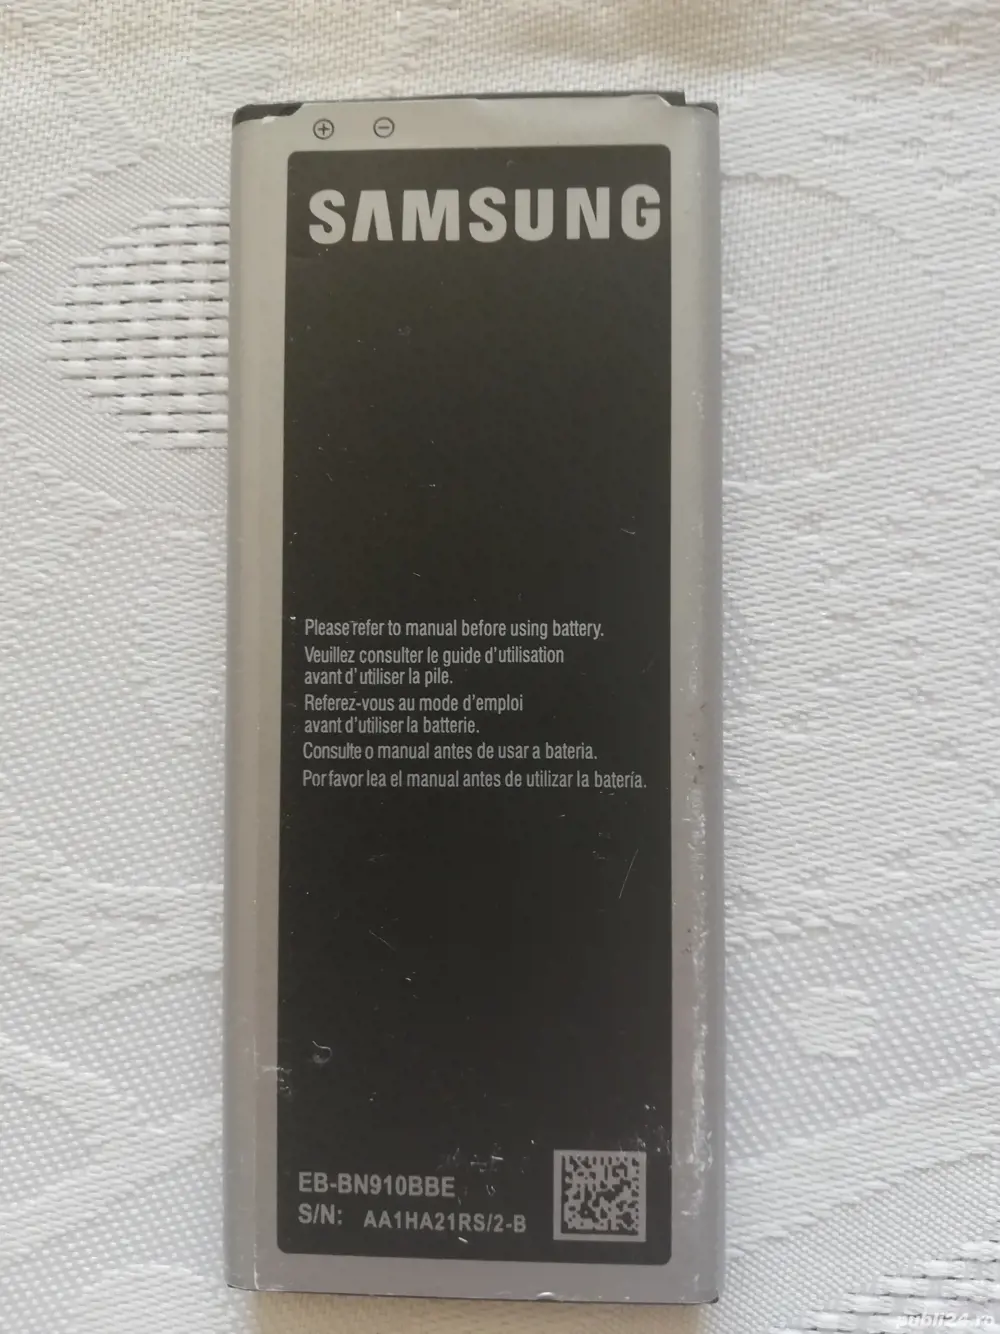 SAMSUNG
Please refer to manual before using battery.
Veuillez consulter le guide d'utilisation
avant d'utiliser la pile.
Referez-vous au mode d'emploi
avant d'utiliser la batterie.
Consulte o manual antes de usar a bateria.
Por favor lea el manual antes de utilizar la batería.
EB-BN910BBE
S/N: AA1HA21RS/2-B
publi24.ro